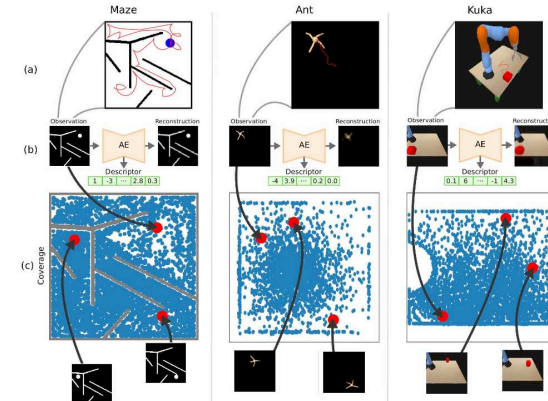 Maze Ant Kuka
(a)
Observation Reconstruction Observation Reconstruction Observation Reconstruction
(b) AE AE AE
Descriptor Descriptor Descriptor
1 -3 ... 2.8 0.3 -4 3.9 ... 0.2 0.0 0.1 6 ... -1 4.3
(c)
Coverage